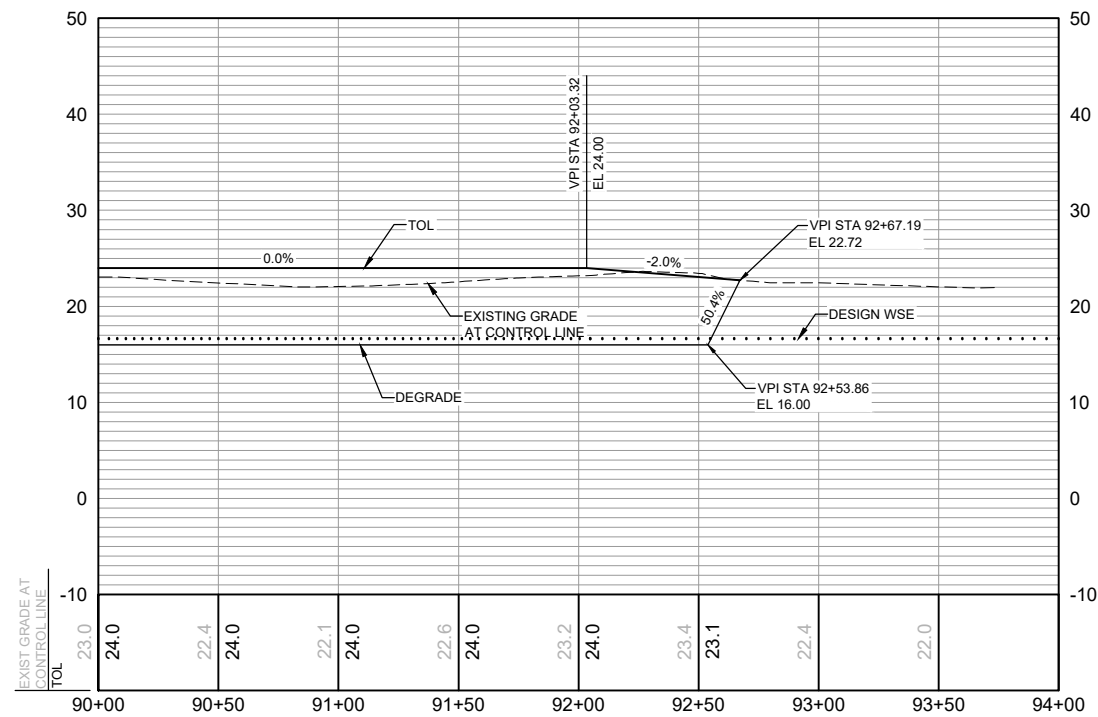 50
50
40
40
30
30
20
20
10
10
0
0
-10
-10
VPI STA 92+03.32
EL 24.00
TOL
0.0%
-2.0%
VPI STA 92+67.19
EL 22.72
EXISTING GRADE
AT CONTROL LINE
50.4%
DESIGN WSE
DEGRADE
VPI STA 92+53.86
EL 16.00
EXIST GRADE AT
CONTROL LINE
TOL
23.0
24.0
22.4
24.0
22.1
24.0
22.6
24.0
23.2
24.0
23.4
23.1
22.4
22.0
90+00
90+50
91+00
91+50
92+00
92+50
93+00
93+50
94+00